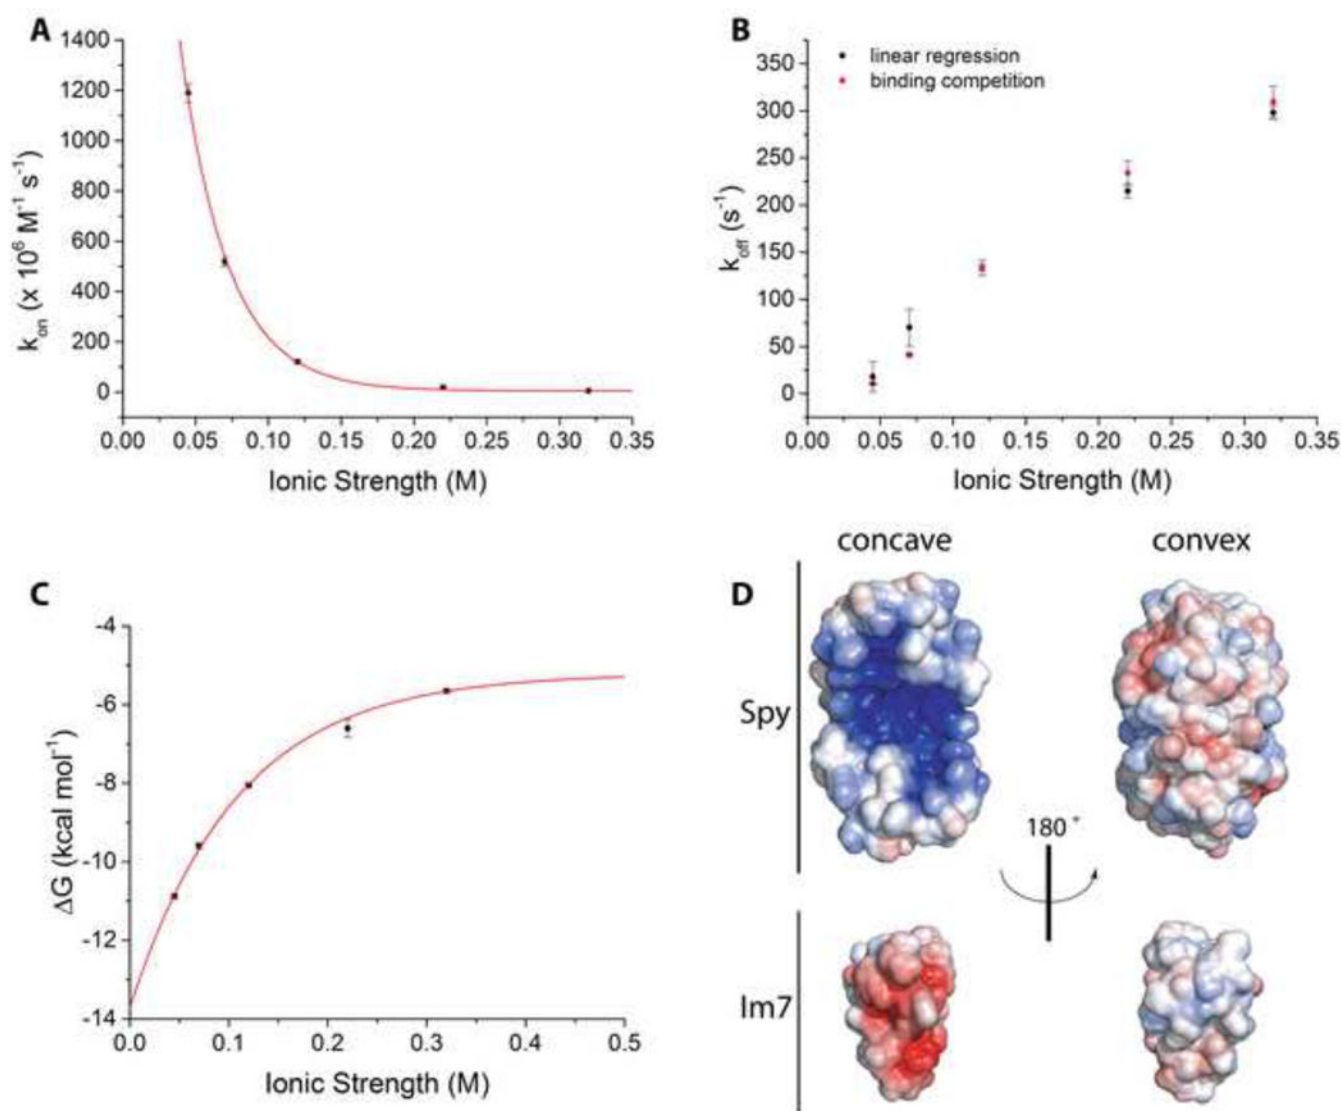 A
1400
1200
1000
800
600
400
200
0
k_on (x 10^6 M^-1 s^-1)
0.00 0.05 0.10 0.15 0.20 0.25 0.30 0.35
Ionic Strength (M)
B
linear regression
binding competition
350
300
250
200
150
100
50
0
k_off (s^-1)
0.00 0.05 0.10 0.15 0.20 0.25 0.30 0.35
Ionic Strength (M)
C
-4
-6
-8
-10
-12
-14
ΔG (kcal mol^-1)
0.0 0.1 0.2 0.3 0.4 0.5
Ionic Strength (M)
D
concave convex
Spy
180 °
Im7